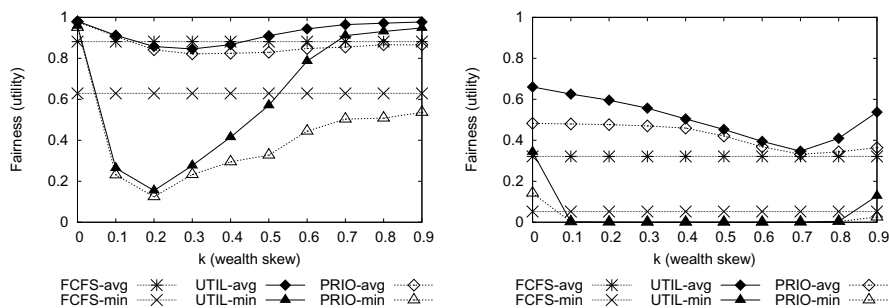 1
0.8
0.6
0.4
0.2
0
Fairness (utility)
0 0.1 0.2 0.3 0.4 0.5 0.6 0.7 0.8 0.9
k (wealth skew)
FCFS-avg UTIL-avg PRIO-avg
FCFS-min UTIL-min PRIO-min
1
0.8
0.6
0.4
0.2
0
Fairness (utility)
0 0.1 0.2 0.3 0.4 0.5 0.6 0.7 0.8 0.9
k (wealth skew)
FCFS-avg UTIL-avg PRIO-avg
FCFS-min UTIL-min PRIO-min